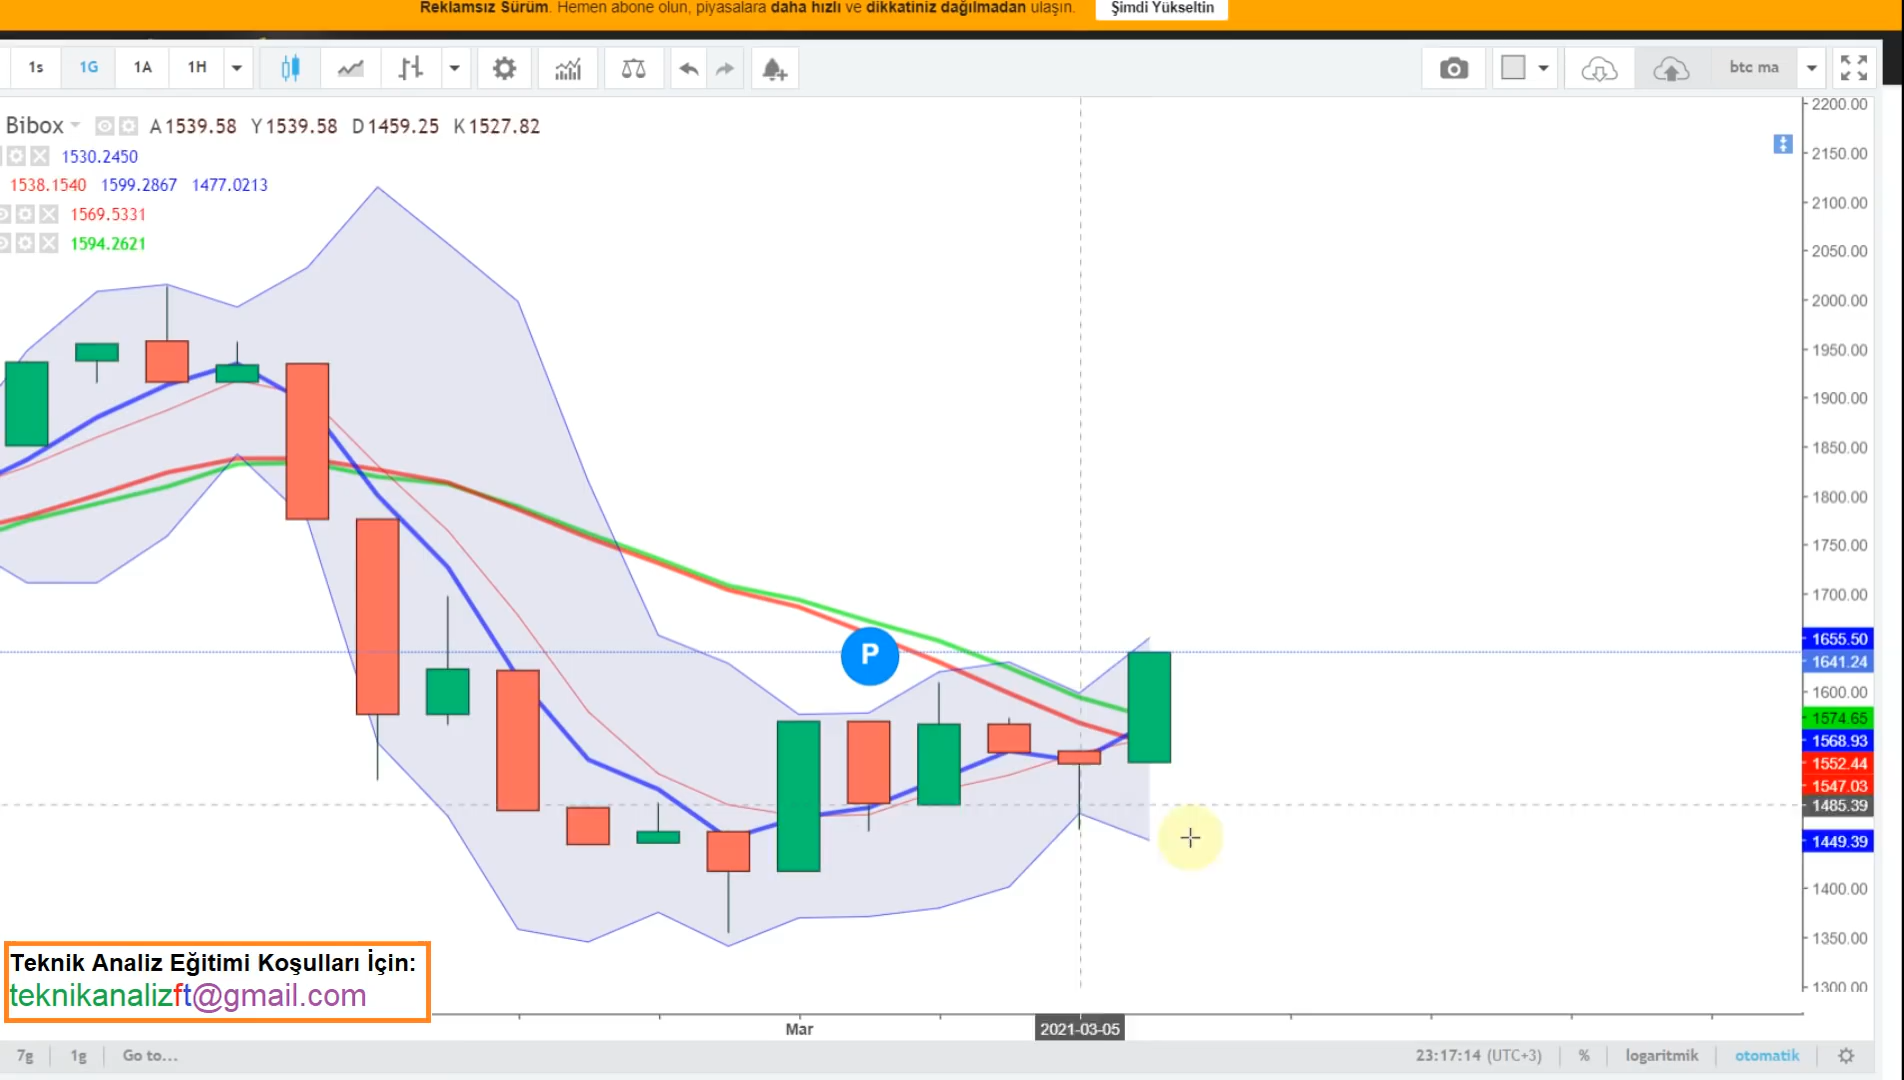 Reklamsız Sürüm. Hemen abone olun, piyasalara daha hızlı ve dikkatiniz dağılmadan ulaşın. Şimdi Yükseltin
1s 1G 1A 1H btc ma
Bibox A1539.58 Y1539.58 D1459.25 K1527.82
1530.2450
1538.1540 1599.2867 1477.0213
1569.5331
1594.2621
P
2200.00
2150.00
2100.00
2050.00
2000.00
1950.00
1900.00
1850.00
1800.00
1750.00
1700.00
1655.50
1641.24
1600.00
1574.65
1568.93
1552.44
1547.03
1485.39
1449.39
1400.00
1350.00
1300.00
Teknik Analiz Eğitimi Koşulları İçin:
teknikanalizft@gmail.com
Mar 2021-03-05
7g 1g Go to... 23:17:14 (UTC+3) % logaritmik otomatik